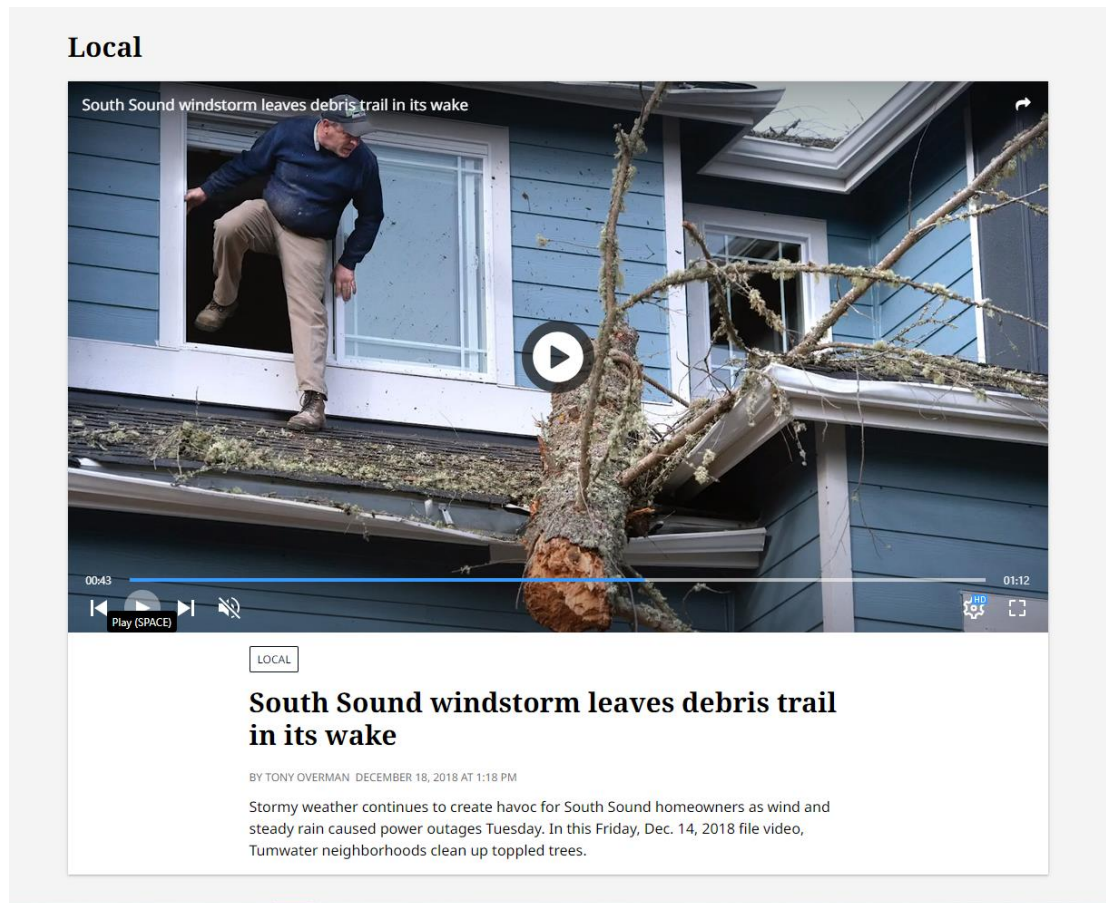 Local
South Sound windstorm leaves debris trail in its wake
00:43
01:12
HD
Play (SPACE)
LOCAL
South Sound windstorm leaves debris trail
in its wake
BY TONY OVERMAN DECEMBER 18, 2018 AT 1:18 PM
Stormy weather continues to create havoc for South Sound homeowners as wind and
steady rain caused power outages Tuesday. In this Friday, Dec. 14, 2018 file video,
Tumwater neighborhoods clean up toppled trees.